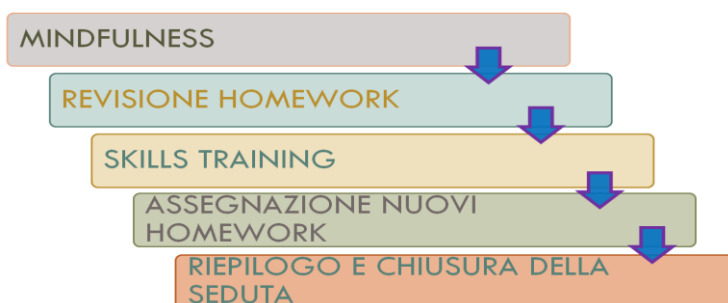 MINDFULNESS
REVISIONE HOMEWORK
SKILLS TRAINING
ASSEGNAZIONE NUOVI
HOMEWORK
RIEPILOGO E CHIUSURA DELLA
SEDUTA